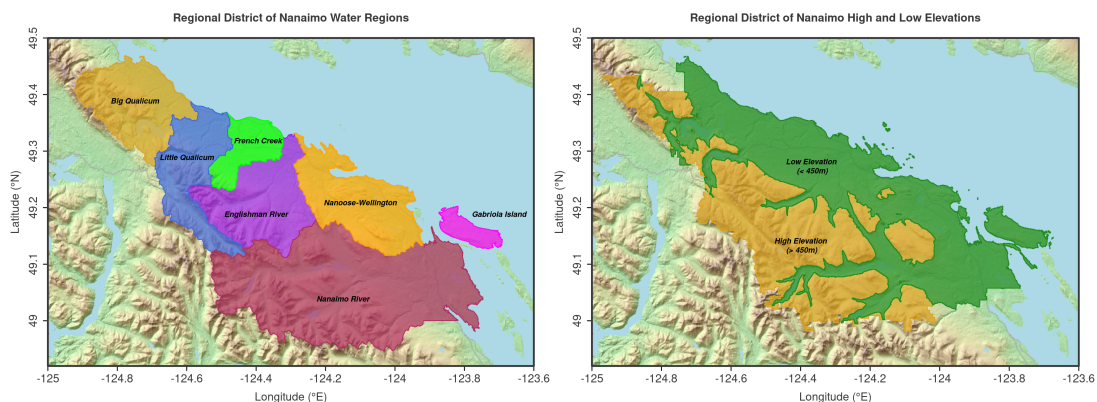 Regional District of Nanaimo Water Regions
49.5
49.4
49.3
49.2
49.1
49
Latitude (°N)
Big Qualicum
French Creek
Little Qualicum
Englishman River
Nanoose-Wellington
Gabriola Island
Nanaimo River
-125
-124.8
-124.6
-124.4
-124.2
-124
-123.8
-123.6
Longitude (°E)
Regional District of Nanaimo High and Low Elevations
49.5
49.4
49.3
49.2
49.1
49
Latitude (°N)
Low Elevation
(< 450m)
High Elevation
(> 450m)
-125
-124.8
-124.6
-124.4
-124.2
-124
-123.8
-123.6
Longitude (°E)